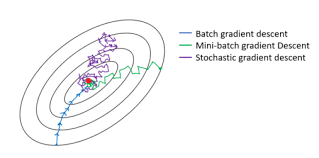 Batch gradient descent
Mini-batch gradient Descent
Stochastic gradient descent